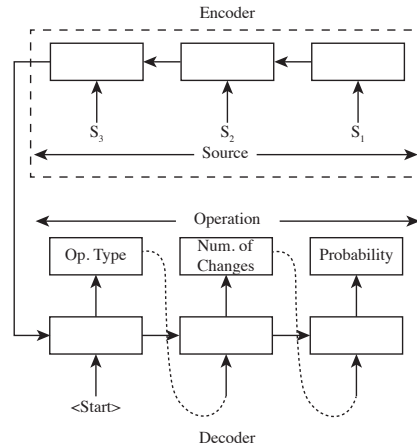 Encoder
S3 S2 S1
Source
Operation
Op. Type
Num. of
Changes
Probability
<Start>
Decoder